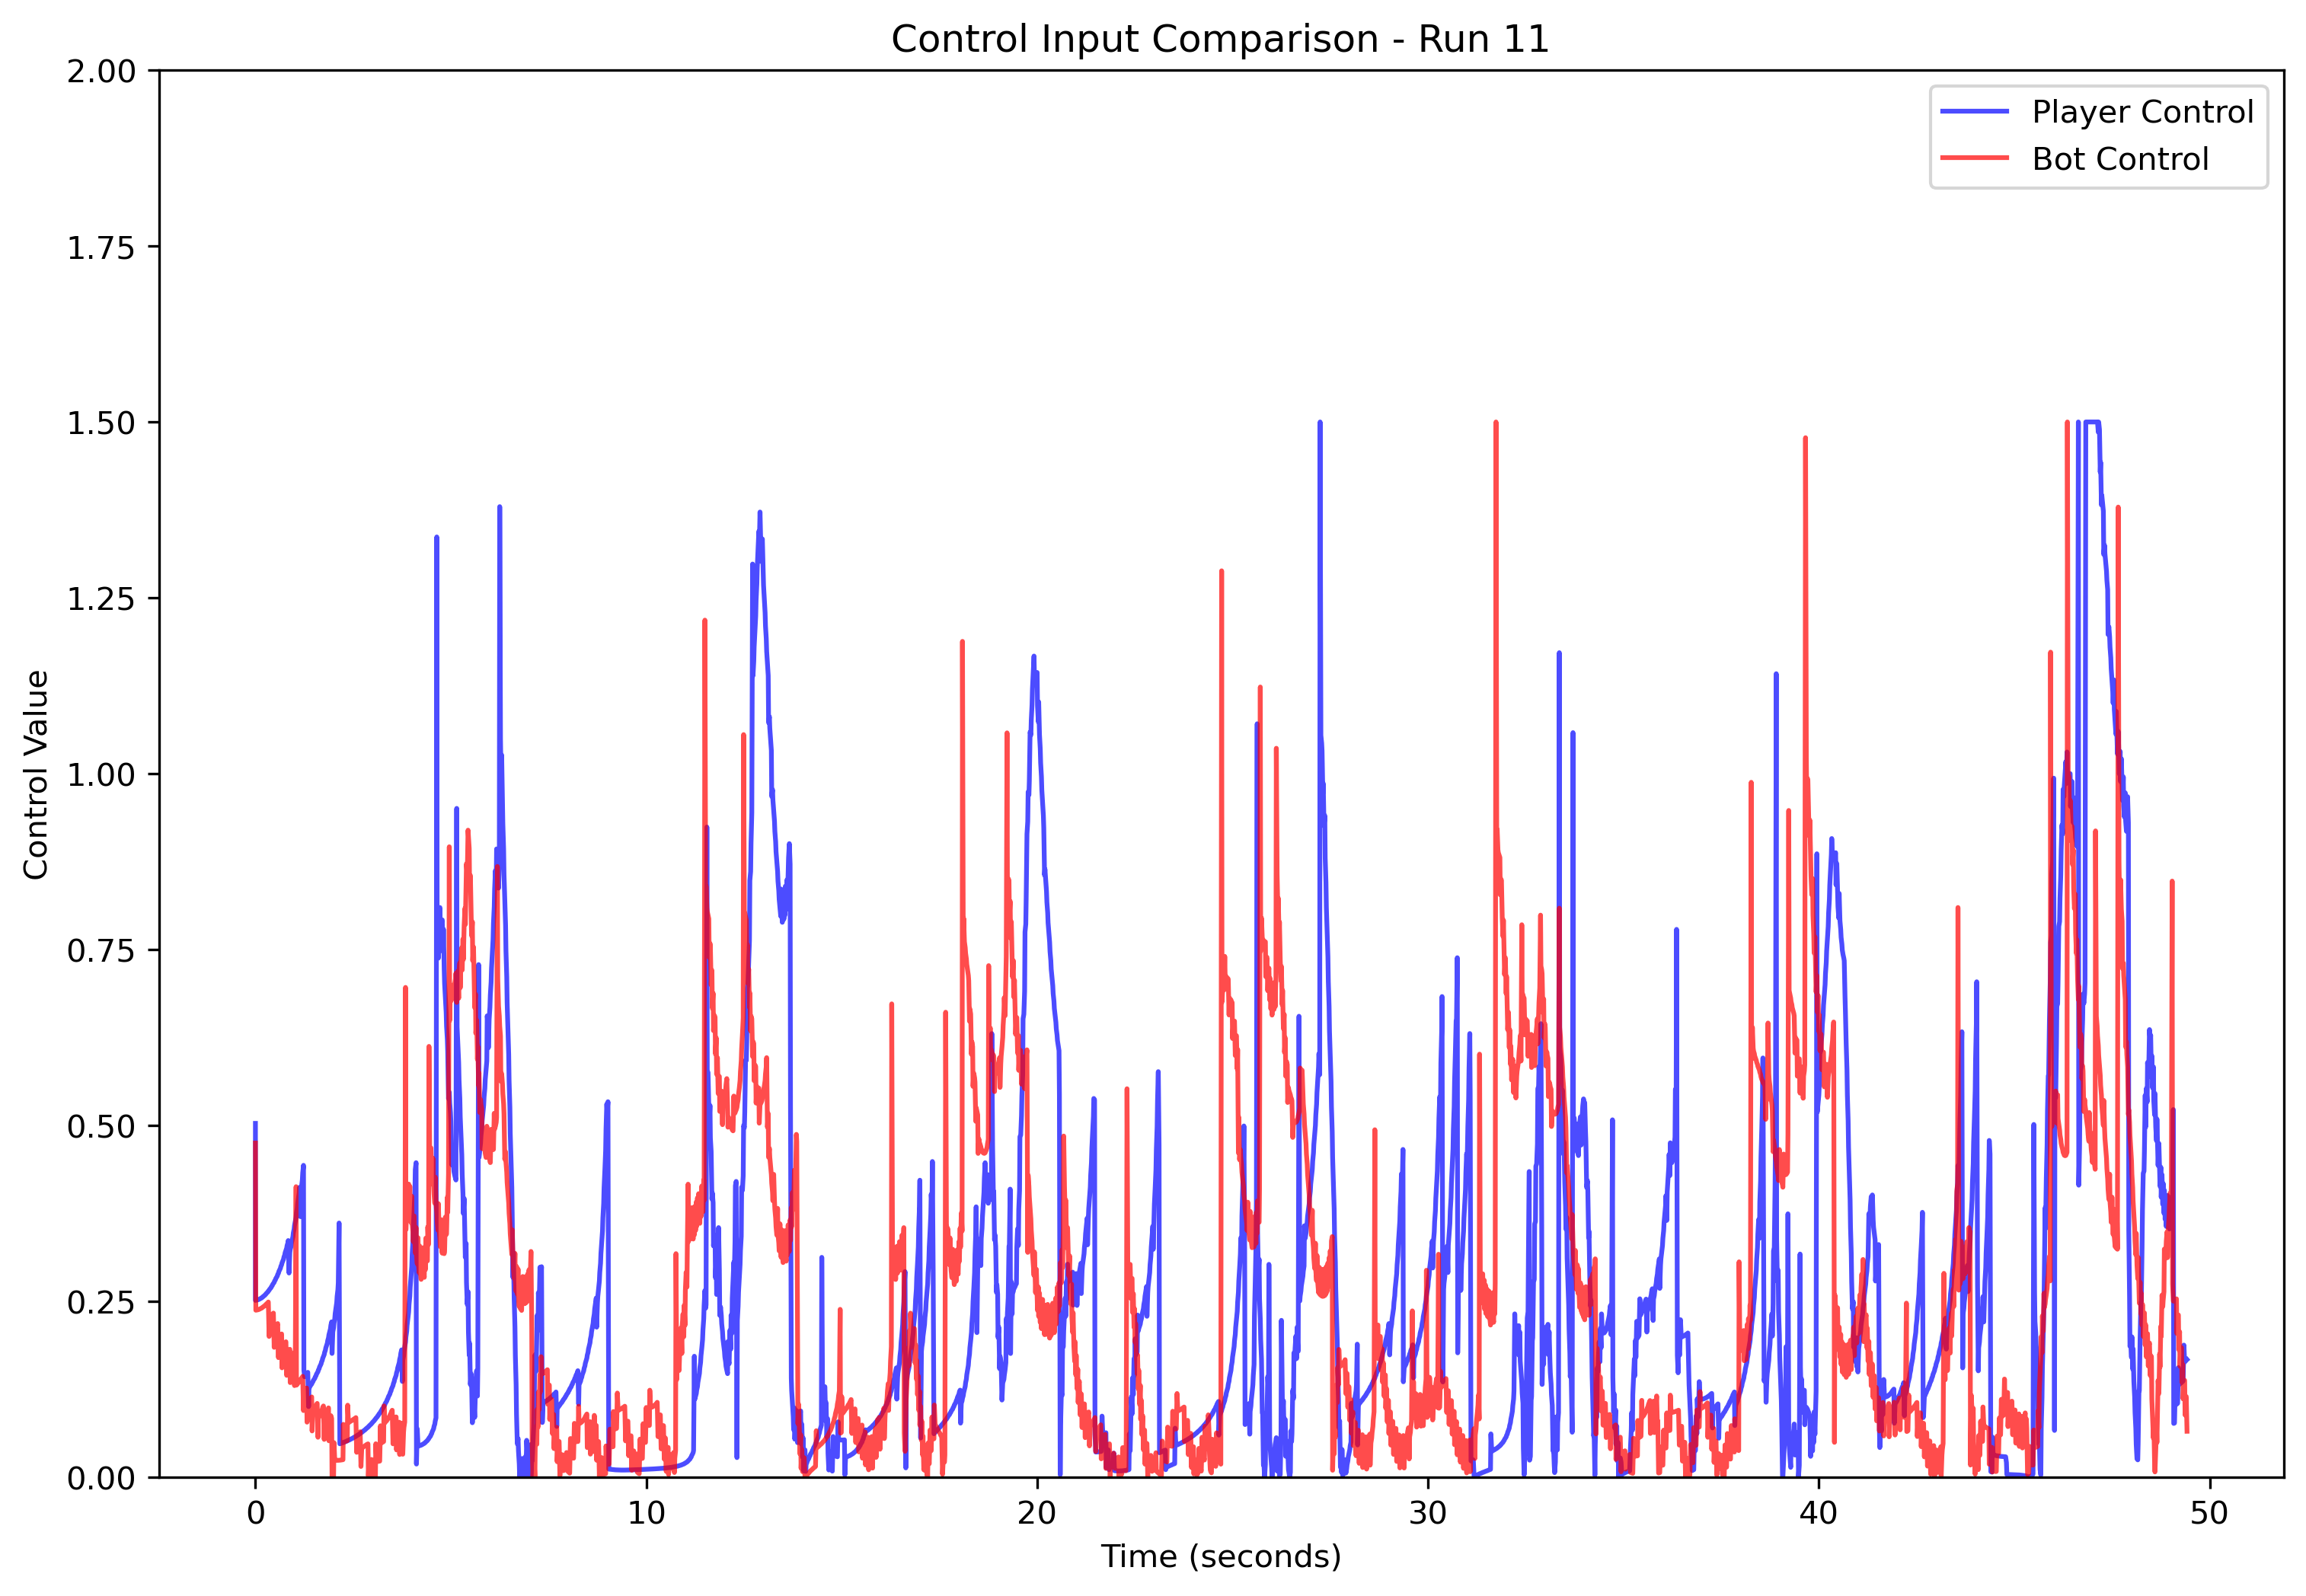 Control Input Comparison - Run 11
2.00
1.75
1.50
1.25
1.00
0.75
0.50
0.25
0.00
Control Value
Player Control
Bot Control
0 10 20 30 40 50
Time (seconds)